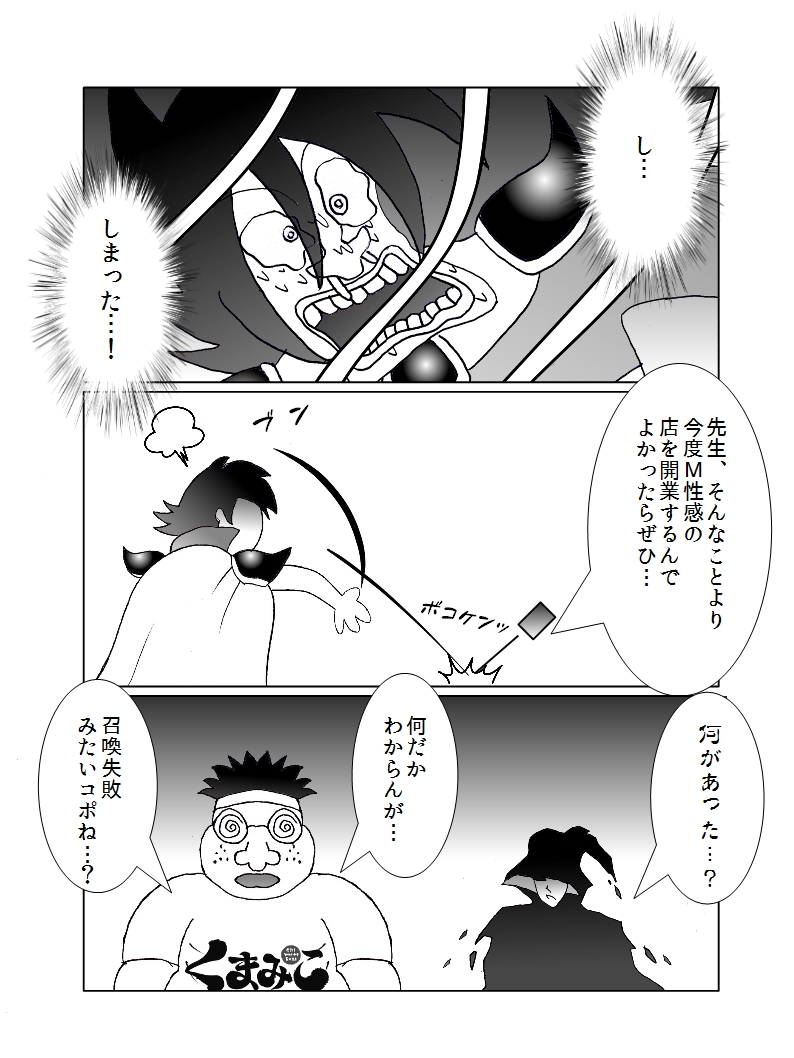 し…
しまった…！
先生、そんなことより
今度M性感の
店を開業するんで
よかったらぜひ…
ブン
ボコケンッ
何があった…？
何だか
わからんが…
召喚失敗
みたいコポね…？
くまみこ